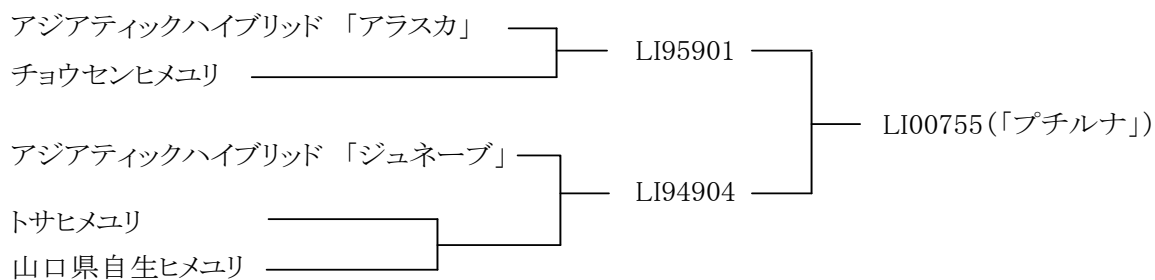 アジアティックハイブリッド 「アラスカ」
LI95901
チョウセンヒメユリ
LI00755(「プチルナ」)
アジアティックハイブリッド 「ジュネーブ」
LI94904
トサヒメユリ
山口県自生ヒメユリ